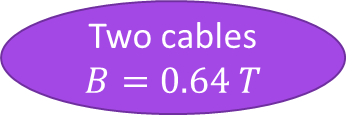 Two cables
B = 0.64 T